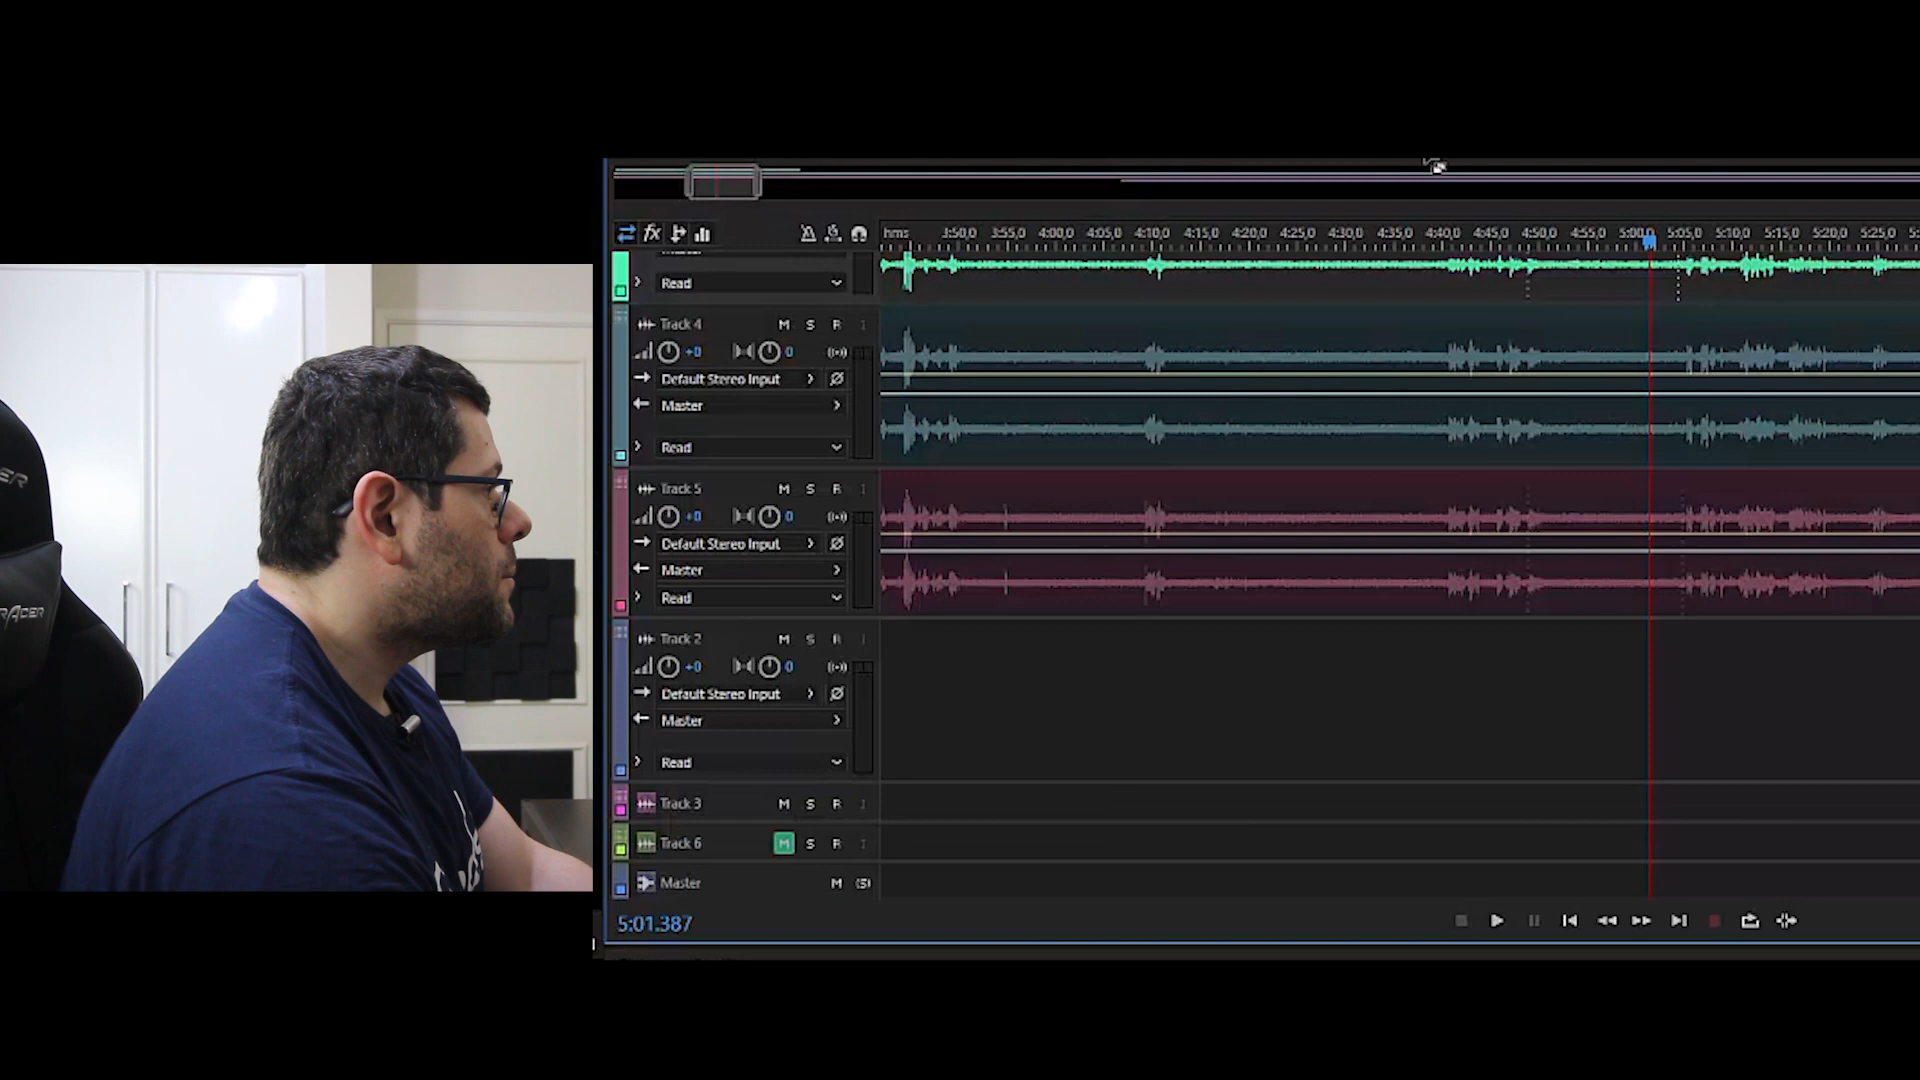 hms 3:50,0 3:55,0 4:00,0 4:05,0 4:10,0 4:15,0 4:20,0 4:25,0 4:30,0 4:35,0 4:40,0 4:45,0 4:50,0 4:55,0 5:00,0 5:05,0 5:10,0 5:15,0 5:20,0 5:25,0
fx
Read
Track 4 M S R I
+0 0
Default Stereo Input
Master
Read
Track 5 M S R I
+0 0
Default Stereo Input
Master
Read
Track 2 M S R I
+0 0
Default Stereo Input
Master
Read
Track 3 M S R I
Track 6 M S R I
Master M (S)
5:01.387
ER
RACER